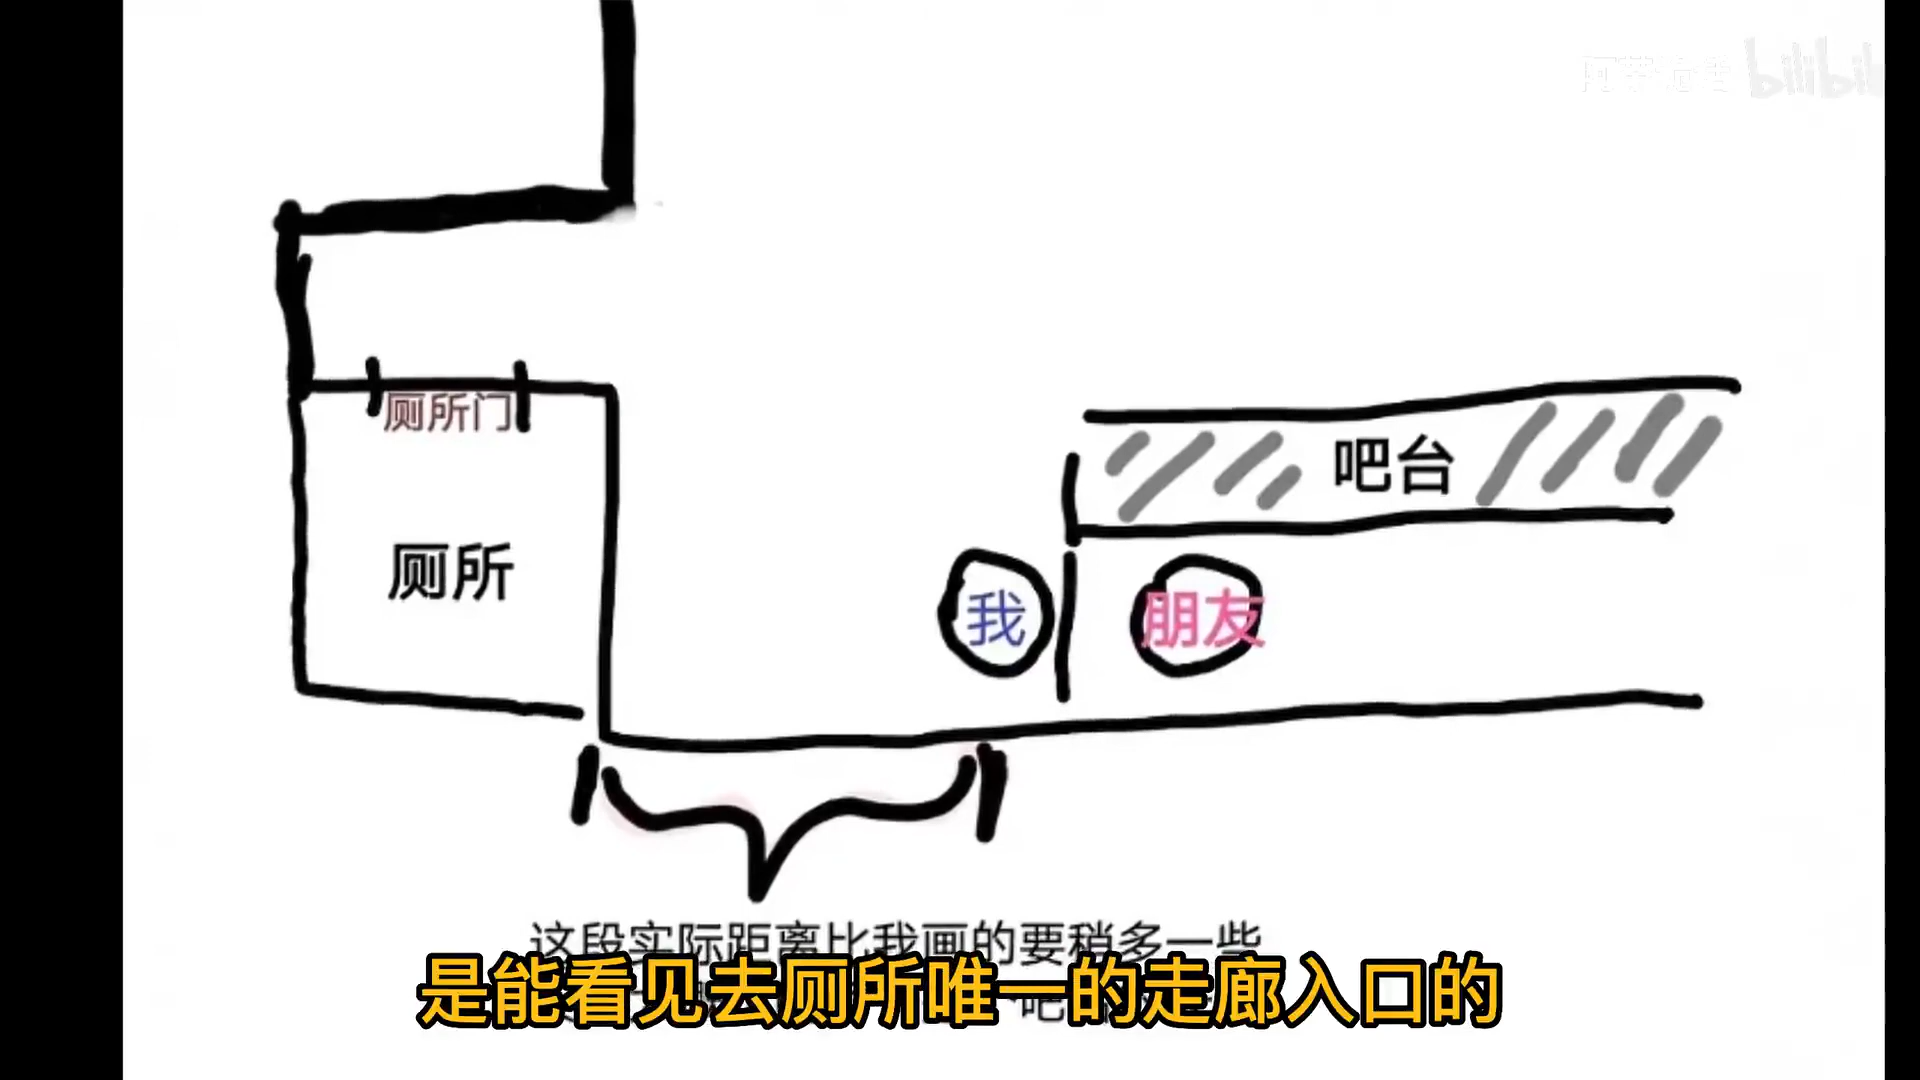 bilibili
厕所门
吧台
厕所
我
朋友
这段实际距离比我画的要稍多一些
是能看见去厕所唯一的走廊入口的